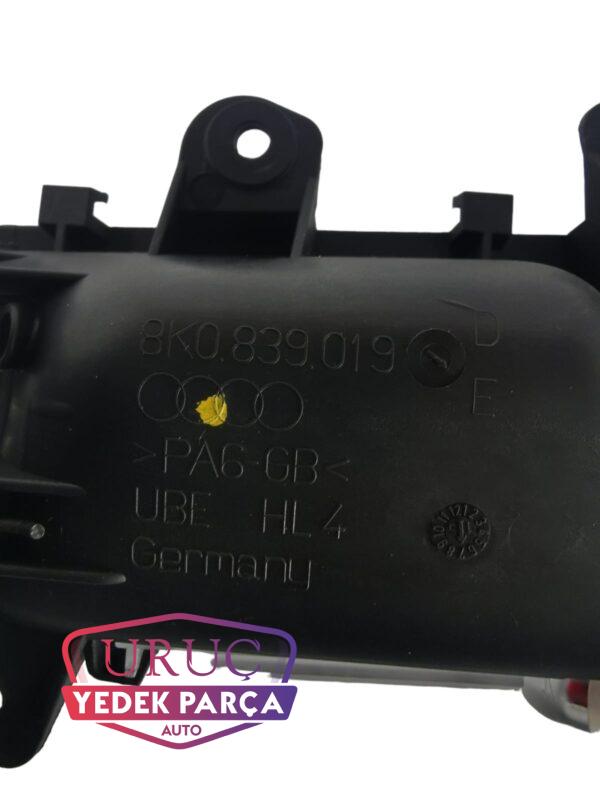 8K0.839.019 D
E
>PA6-GB<
UBE HL4
Germany
URUÇ
YEDEK PARÇA
AUTO